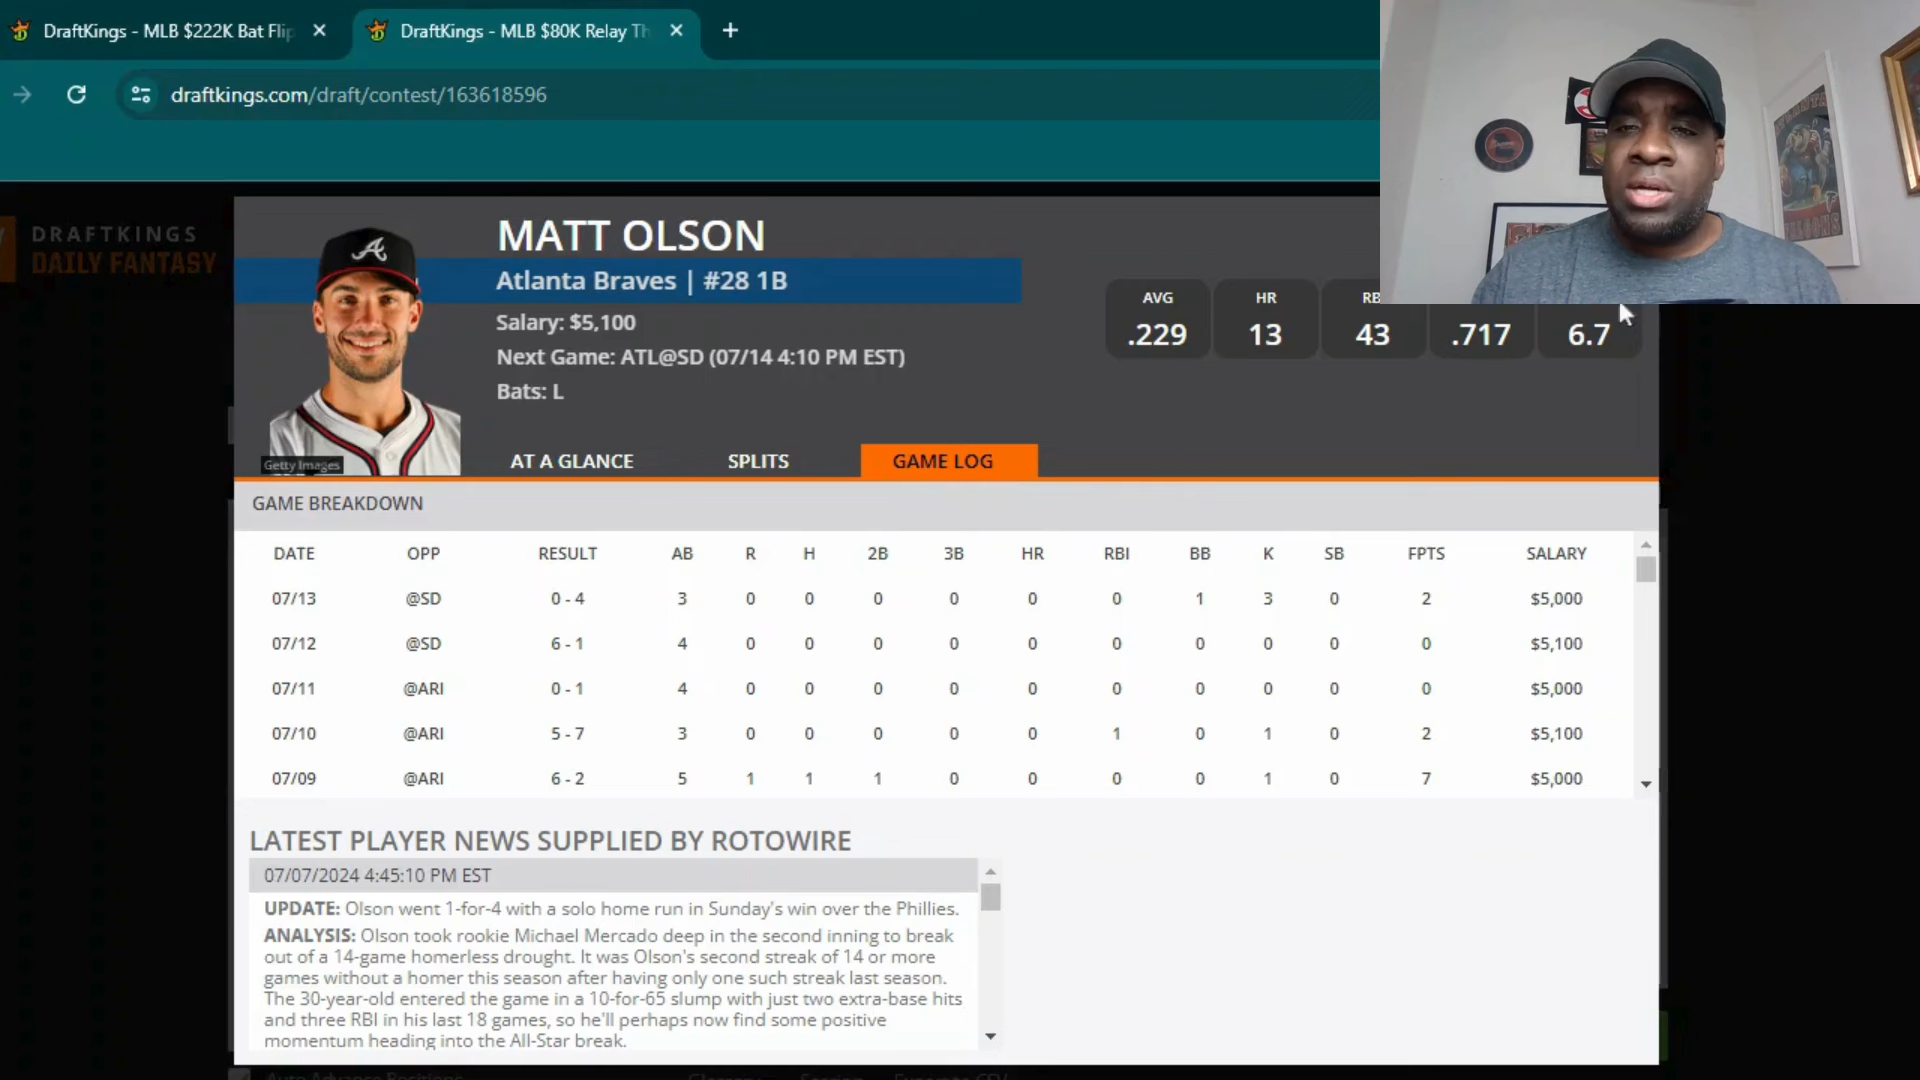 DraftKings - MLB $222K Bat Flip
DraftKings - MLB $80K Relay Th
draftkings.com/draft/contest/163618596
DRAFTKINGS
DAILY FANTASY
MATT OLSON
Atlanta Braves | #28 1B
Salary: $5,100
Next Game: ATL@SD (07/14 4:10 PM EST)
Bats: L
AVG HR RB
.229 13 43 .717 6.7
Getty Images
AT A GLANCE SPLITS GAME LOG
GAME BREAKDOWN
DATE OPP RESULT AB R H 2B 3B HR RBI BB K SB FPTS SALARY
07/13 @SD 0 - 4 3 0 0 0 0 0 0 1 3 0 2 $5,000
07/12 @SD 6 - 1 4 0 0 0 0 0 0 0 0 0 0 $5,100
07/11 @ARI 0 - 1 4 0 0 0 0 0 0 0 0 0 0 $5,000
07/10 @ARI 5 - 7 3 0 0 0 0 0 1 0 1 0 2 $5,100
07/09 @ARI 6 - 2 5 1 1 1 0 0 0 0 1 0 7 $5,000
LATEST PLAYER NEWS SUPPLIED BY ROTOWIRE
07/07/2024 4:45:10 PM EST
UPDATE: Olson went 1-for-4 with a solo home run in Sunday's win over the Phillies.
ANALYSIS: Olson took rookie Michael Mercado deep in the second inning to break
out of a 14-game homerless drought. It was Olson's second streak of 14 or more
games without a homer this season after having only one such streak last season.
The 30-year-old entered the game in a 10-for-65 slump with just two extra-base hits
and three RBI in his last 18 games, so he'll perhaps now find some positive
momentum heading into the All-Star break.